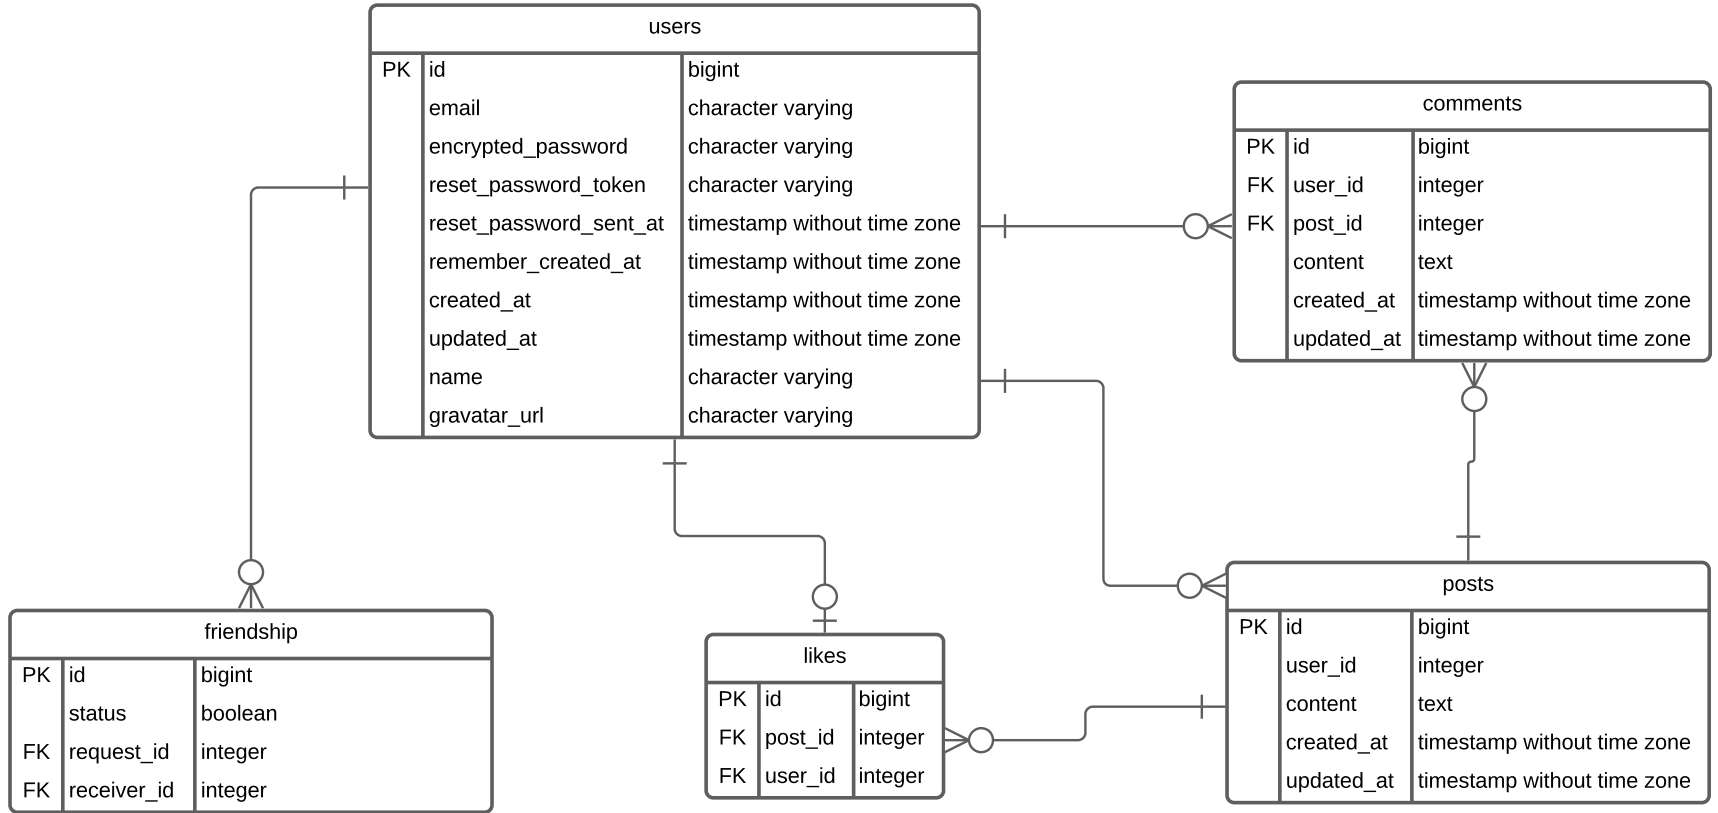 users
PK id bigint
email character varying
encrypted_password character varying
reset_password_token character varying
reset_password_sent_at timestamp without time zone
remember_created_at timestamp without time zone
created_at timestamp without time zone
updated_at timestamp without time zone
name character varying
gravatar_url character varying
comments
PK id bigint
FK user_id integer
FK post_id integer
content text
created_at timestamp without time zone
updated_at timestamp without time zone
friendship
PK id bigint
status boolean
FK request_id integer
FK receiver_id integer
likes
PK id bigint
FK post_id integer
FK user_id integer
posts
PK id bigint
user_id integer
content text
created_at timestamp without time zone
updated_at timestamp without time zone